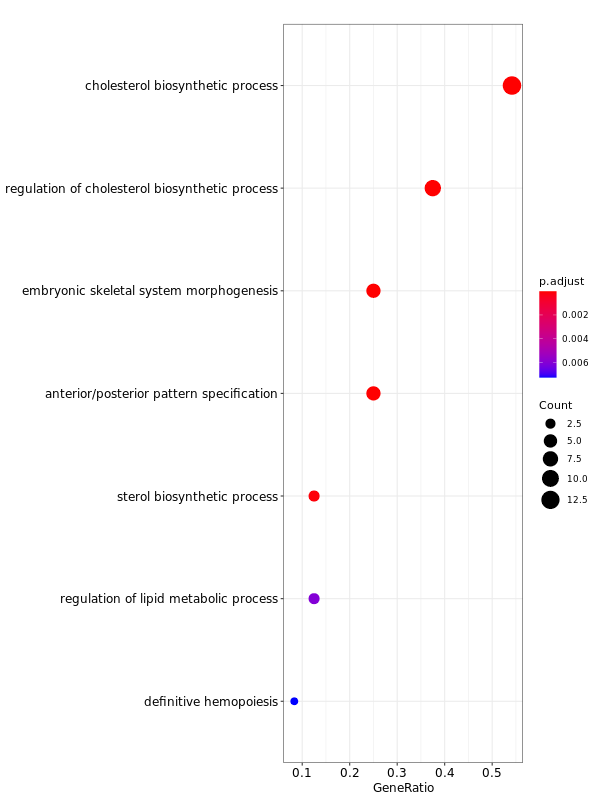 cholesterol biosynthetic process
regulation of cholesterol biosynthetic process
embryonic skeletal system morphogenesis
anterior/posterior pattern specification
sterol biosynthetic process
regulation of lipid metabolic process
definitive hemopoiesis
0.1 0.2 0.3 0.4 0.5
GeneRatio
p.adjust
0.002
0.004
0.006
Count
2.5
5.0
7.5
10.0
12.5